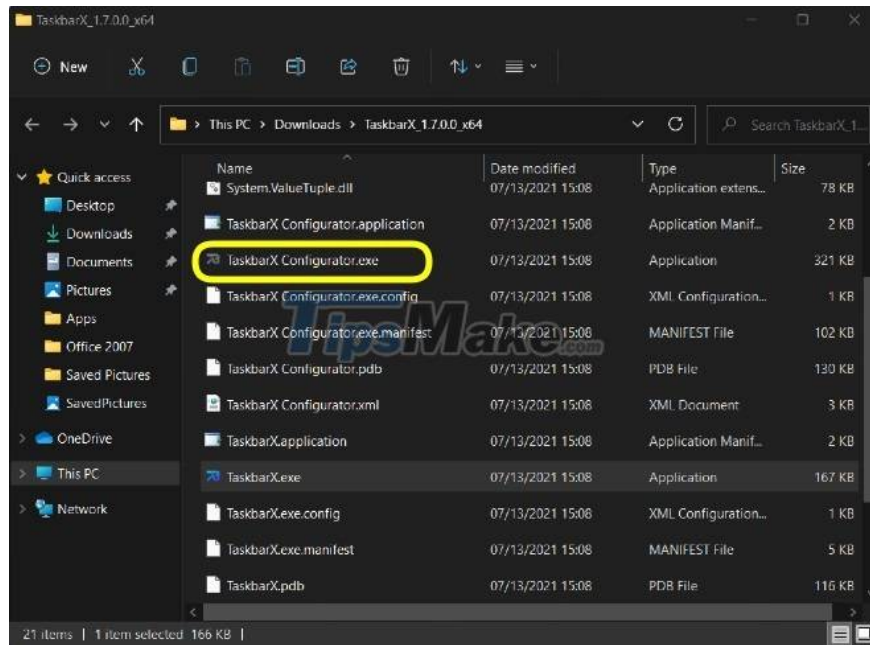 TaskbarX_1.7.0.0_x64
New
This PC > Downloads > TaskbarX_1.7.0.0_x64
Search TaskbarX_1...
Name Date modified Type Size
Quick access
Desktop
Downloads
Documents
Pictures
Apps
Office 2007
Saved Pictures
SavedPictures
OneDrive
This PC
Network
System.ValueTuple.dll 07/13/2021 15:08 Application extens... 78 KB
TaskbarX Configurator.application 07/13/2021 15:08 Application Manif... 2 KB
TaskbarX Configurator.exe 07/13/2021 15:08 Application 321 KB
TaskbarX Configurator.exe.config 07/13/2021 15:08 XML Configuration... 1 KB
TaskbarX Configurator.exe.manifest 07/13/2021 15:08 MANIFEST File 102 KB
TaskbarX Configurator.pdb 07/13/2021 15:08 PDB File 130 KB
TaskbarX Configurator.xml 07/13/2021 15:08 XML Document 3 KB
TaskbarX.application 07/13/2021 15:08 Application Manif... 2 KB
TaskbarX.exe 07/13/2021 15:08 Application 167 KB
TaskbarX.exe.config 07/13/2021 15:08 XML Configuration... 1 KB
TaskbarX.exe.manifest 07/13/2021 15:08 MANIFEST File 5 KB
TaskbarX.pdb 07/13/2021 15:08 PDB File 116 KB
TipsMake.com
21 items | 1 item selected 166 KB |